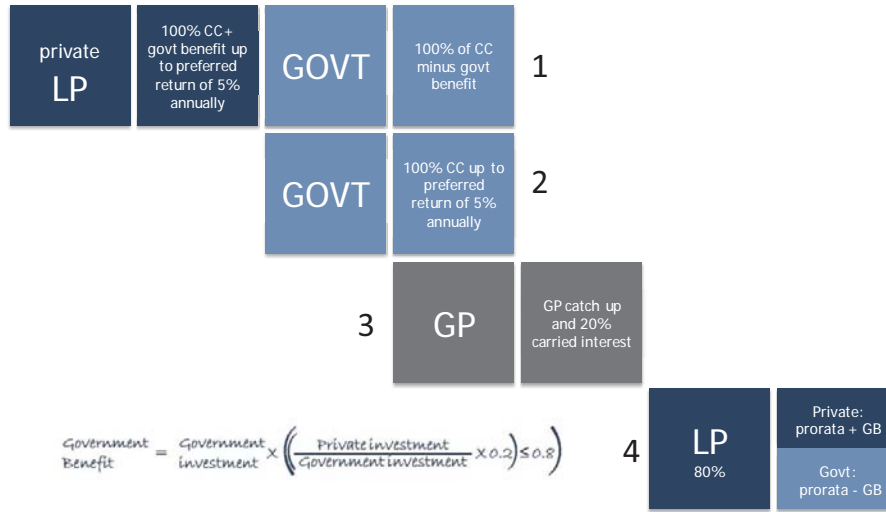 private
LP
100% CC +
govt benefit up
to preferred
return of 5%
annually
GOVT
100% of CC
minus govt
benefit
1
GOVT
100% CC up to
preferred
return of 5%
annually
2
3
GP
GP catch up
and 20%
carried interest
Government Benefit = Government investment x ((Private investment / Government investment x 0.2) ≤ 0.8)
4
LP
80%
Private:
prorata + GB
Govt:
prorata - GB